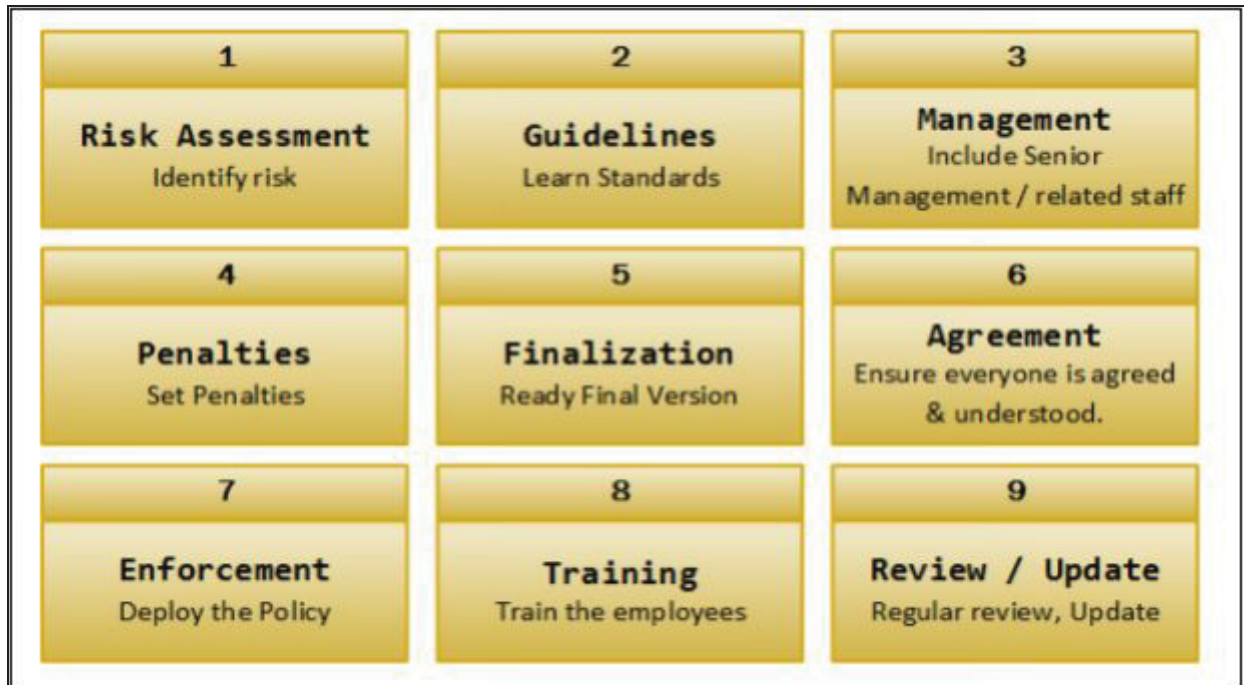 1
Risk Assessment
Identify risk
2
Guidelines
Learn Standards
3
Management
Include Senior
Management / related staff
4
Penalties
Set Penalties
5
Finalization
Ready Final Version
6
Agreement
Ensure everyone is agreed
& understood.
7
Enforcement
Deploy the Policy
8
Training
Train the employees
9
Review / Update
Regular review, Update